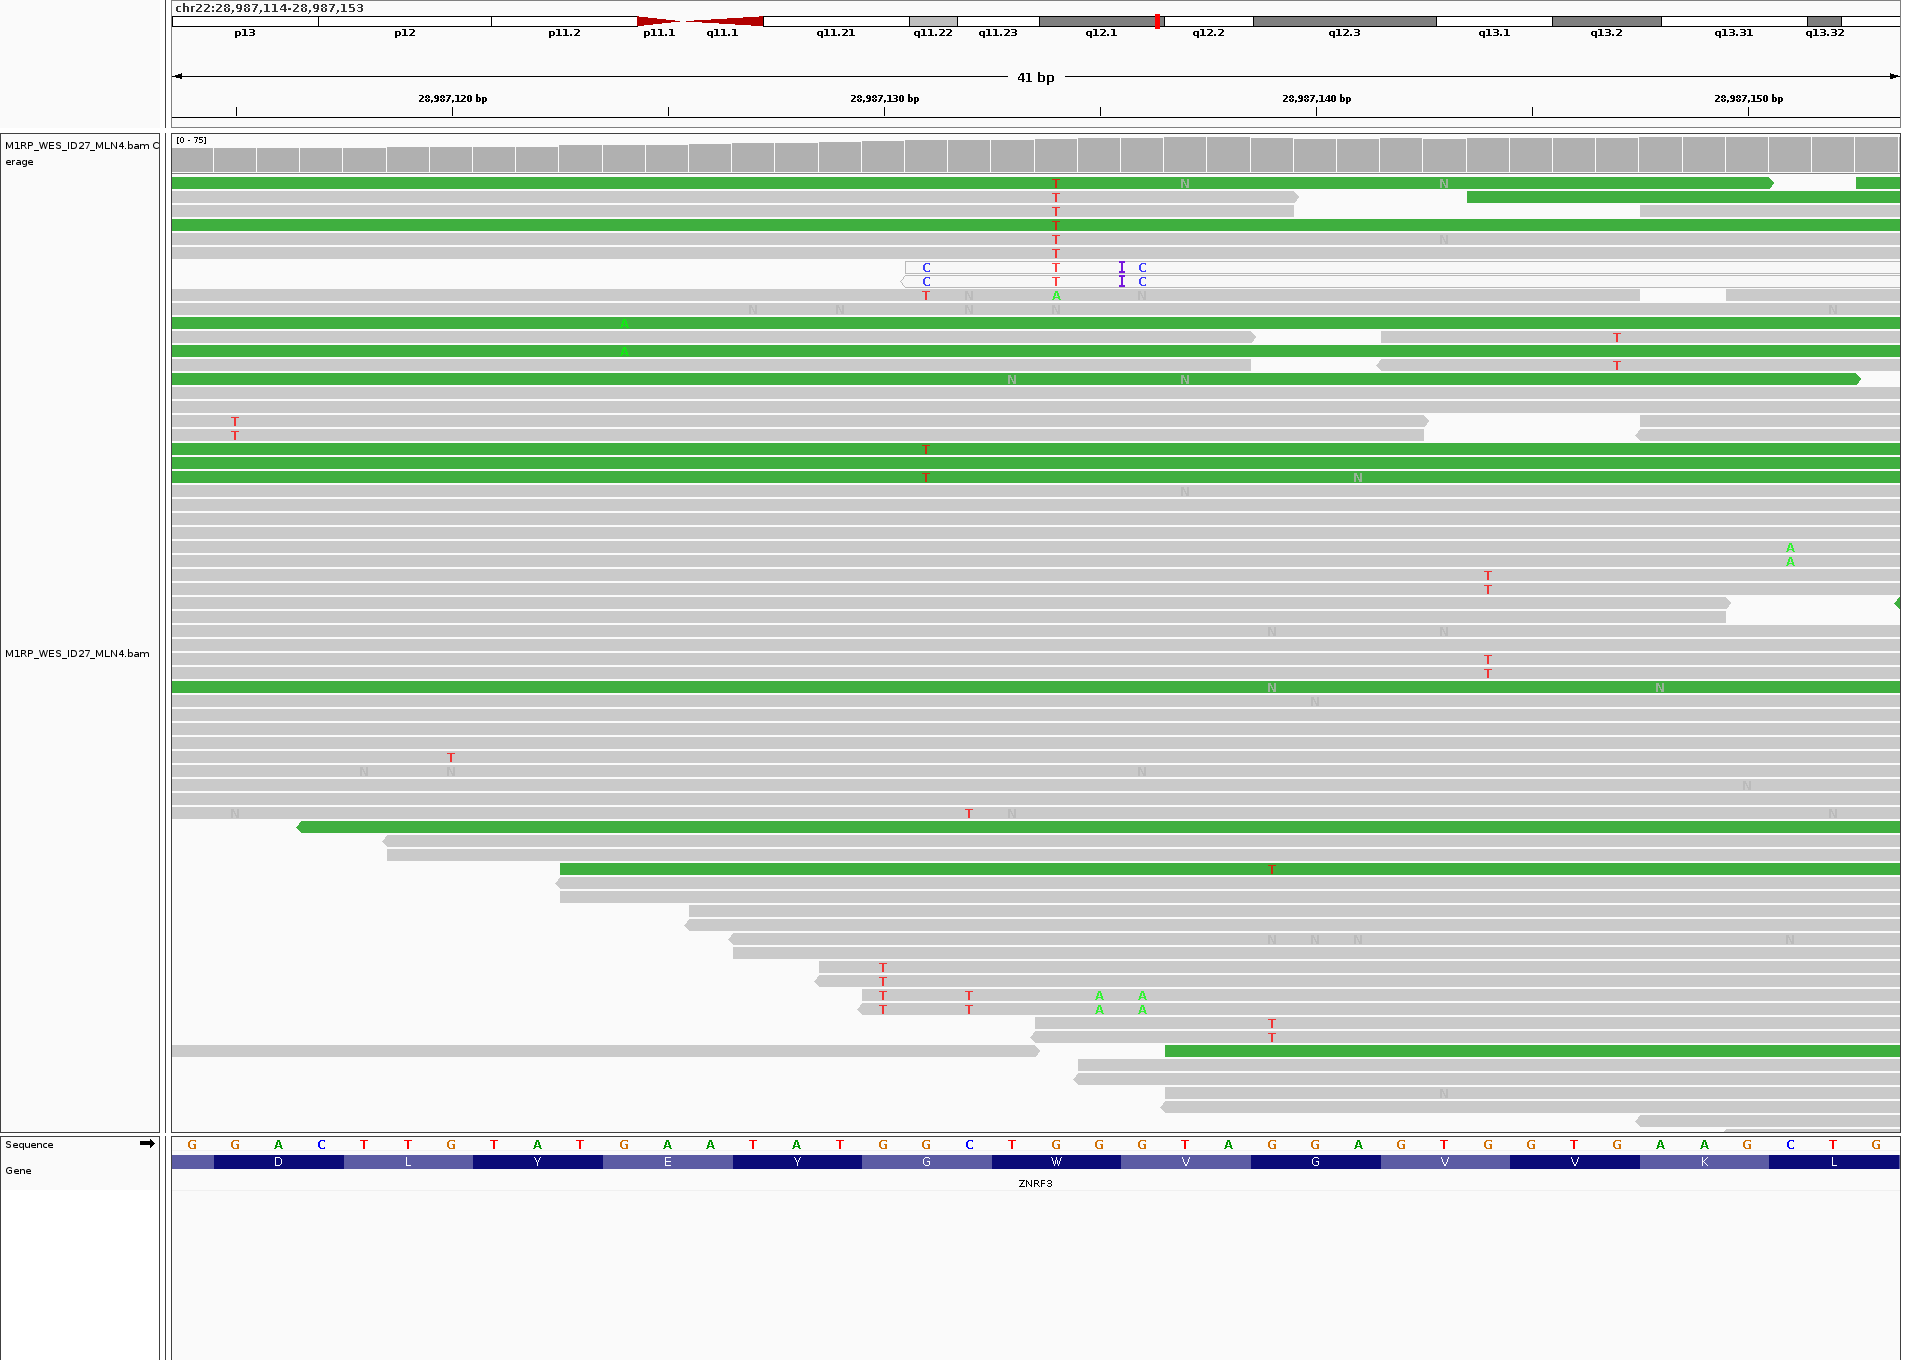 chr22:28,987,114-28,987,153
p13 p12 p11.2 p11.1 q11.1 q11.21 q11.22 q11.23 q12.1 q12.2 q12.3 q13.1 q13.2 q13.31 q13.32
41 bp
28,987,120 bp 28,987,130 bp 28,987,140 bp 28,987,150 bp
M1RP_WES_ID27_MLN4.bam C
erage
[0 - 75]
T N N
T
T
T
T N
T
C T I C
C T I C
T N A N
N N N N N
A
T
A
T
N N
T
T
T
T N
N
A
A
T
T
N N
M1RP_WES_ID27_MLN4.bam
T
T
N N
N
T
N N N
N
N T N N
T
N N N N
T
T
T T A A
T T A A
T
T
N
Sequence G G A C T T G T A T G A A T A T G G C T G G G T A G G A G T G G T G A A G C T G
Gene D L Y E Y G W V G V V K L
ZNRF3